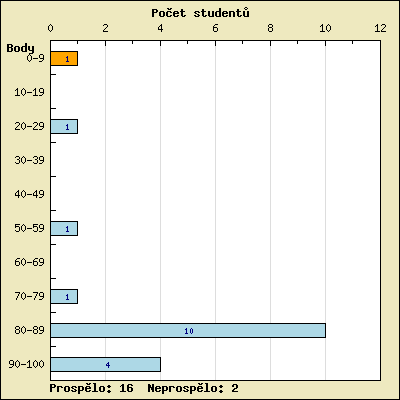 Počet studentů
0 2 4 6 8 10 12
Body
0-9 1
10-19
20-29 1
30-39
40-49
50-59 1
60-69
70-79 1
80-89 10
90-100 4
Prospělo: 16 Neprospělo: 2